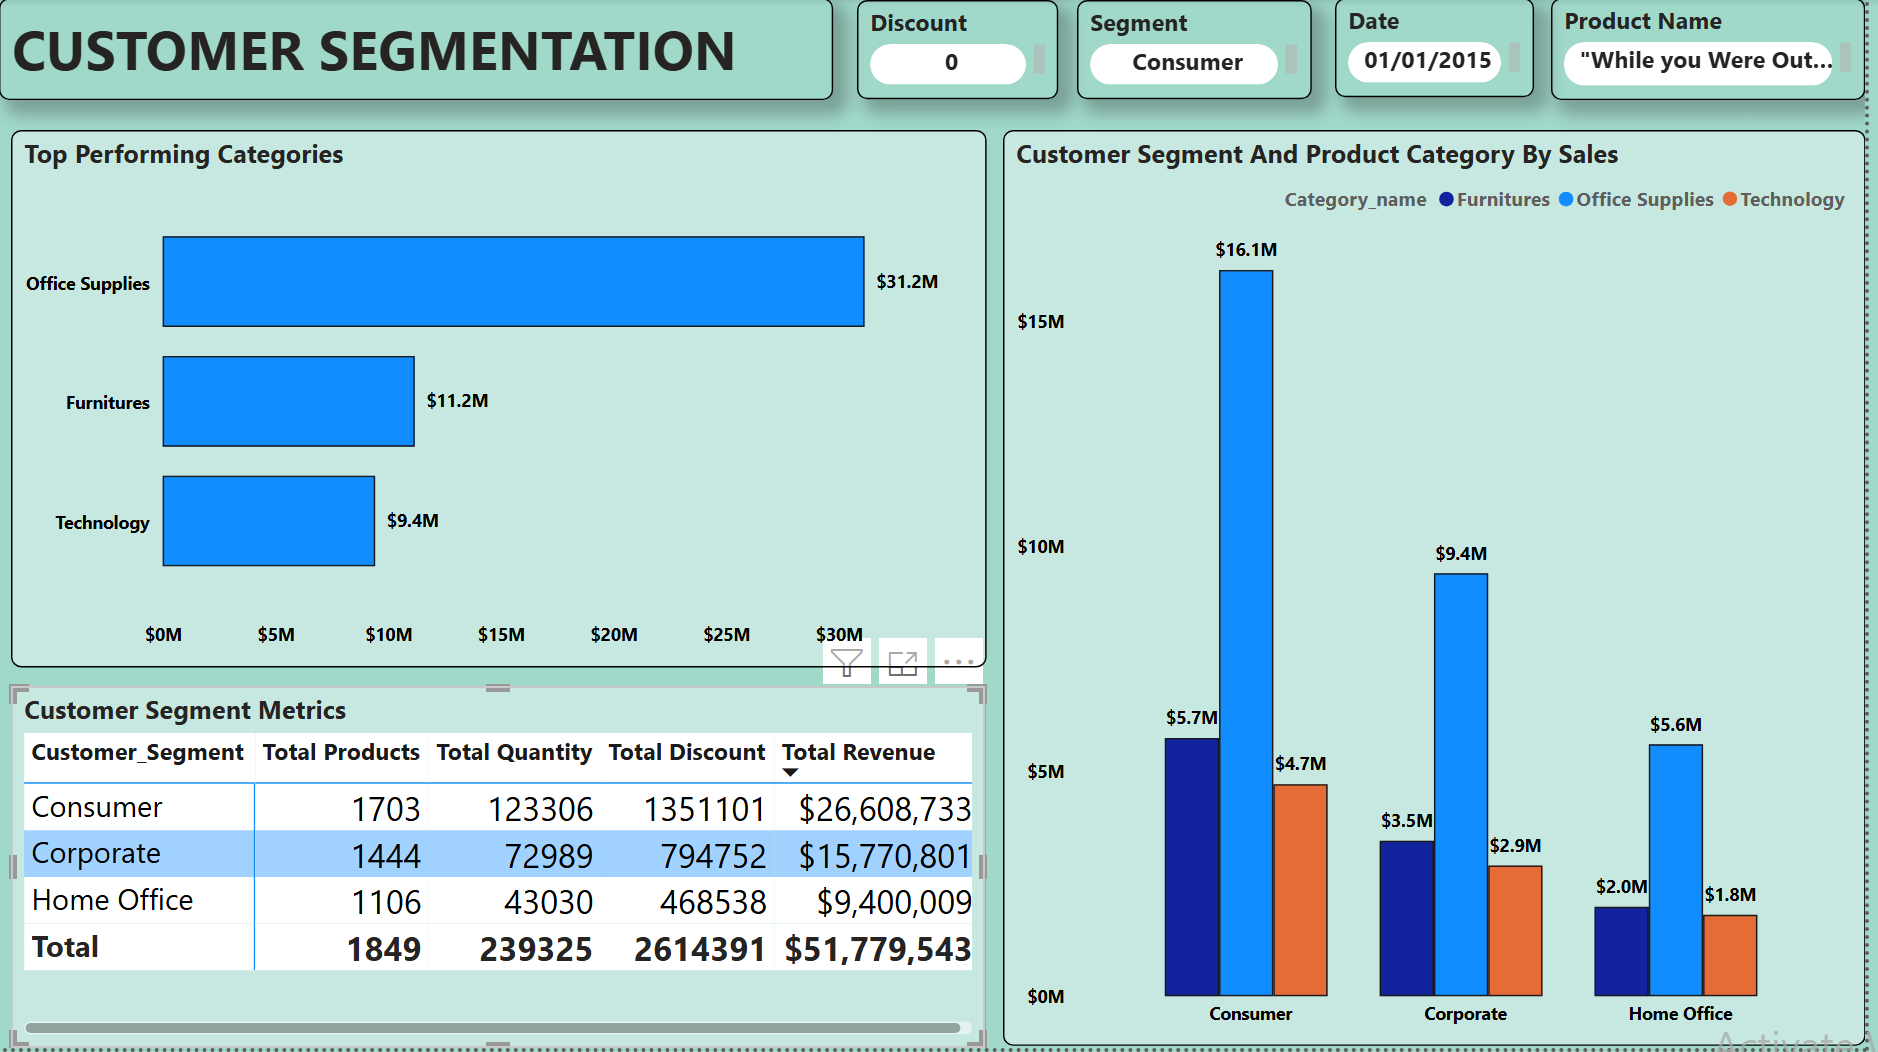 CUSTOMER SEGMENTATION
Discount
0
Segment
Consumer
Date
01/01/2015
Product Name
"While you Were Out...
Top Performing Categories
Office Supplies
$31.2M
Furnitures
$11.2M
Technology
$9.4M
$0M $5M $10M $15M $20M $25M $30M
Customer Segment Metrics
Customer_Segment Total Products Total Quantity Total Discount Total Revenue
Consumer 1703 123306 1351101 $26,608,733
Corporate 1444 72989 794752 $15,770,801
Home Office 1106 43030 468538 $9,400,009
Total 1849 239325 2614391 $51,779,543
Customer Segment And Product Category By Sales
Category_name Furnitures Office Supplies Technology
$16.1M
$15M
$9.4M
$10M
$5.7M
$5.6M
$4.7M
$5M
$3.5M
$2.9M
$2.0M
$1.8M
$0M
Consumer Corporate Home Office